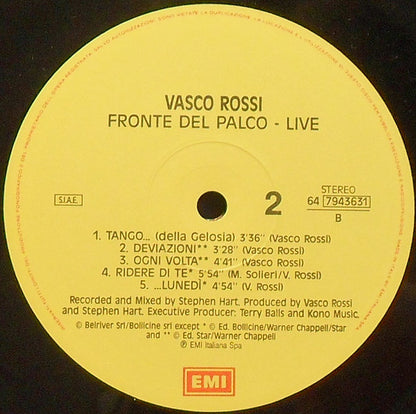 VASCO ROSSI
FRONTE DEL PALCO - LIVE
S.I.A.E.
2
STEREO
64 7943631
B
1. TANGO... (della Gelosia) 3'36" (Vasco Rossi)
2. DEVIAZIONI** 3'28" (Vasco Rossi)
3. OGNI VOLTA** 4'41" (Vasco Rossi)
4. RIDERE DI TE* 5'54" (M. Solieri/V. Rossi)
5. ...LUNEDÌ* 4'54" (V. Rossi)
Recorded and Mixed by Stephen Hart. Produced by Vasco Rossi
and Stephen Hart. Executive Producer: Terry Balls and Kono Music.
© Belriver Srl/Bollicine srl except * © Ed. Bollicine/Warner Chappell/Star
and ** © Ed. Star/Warner Chappell
Ⓟ EMI Italiana Spa
EMI